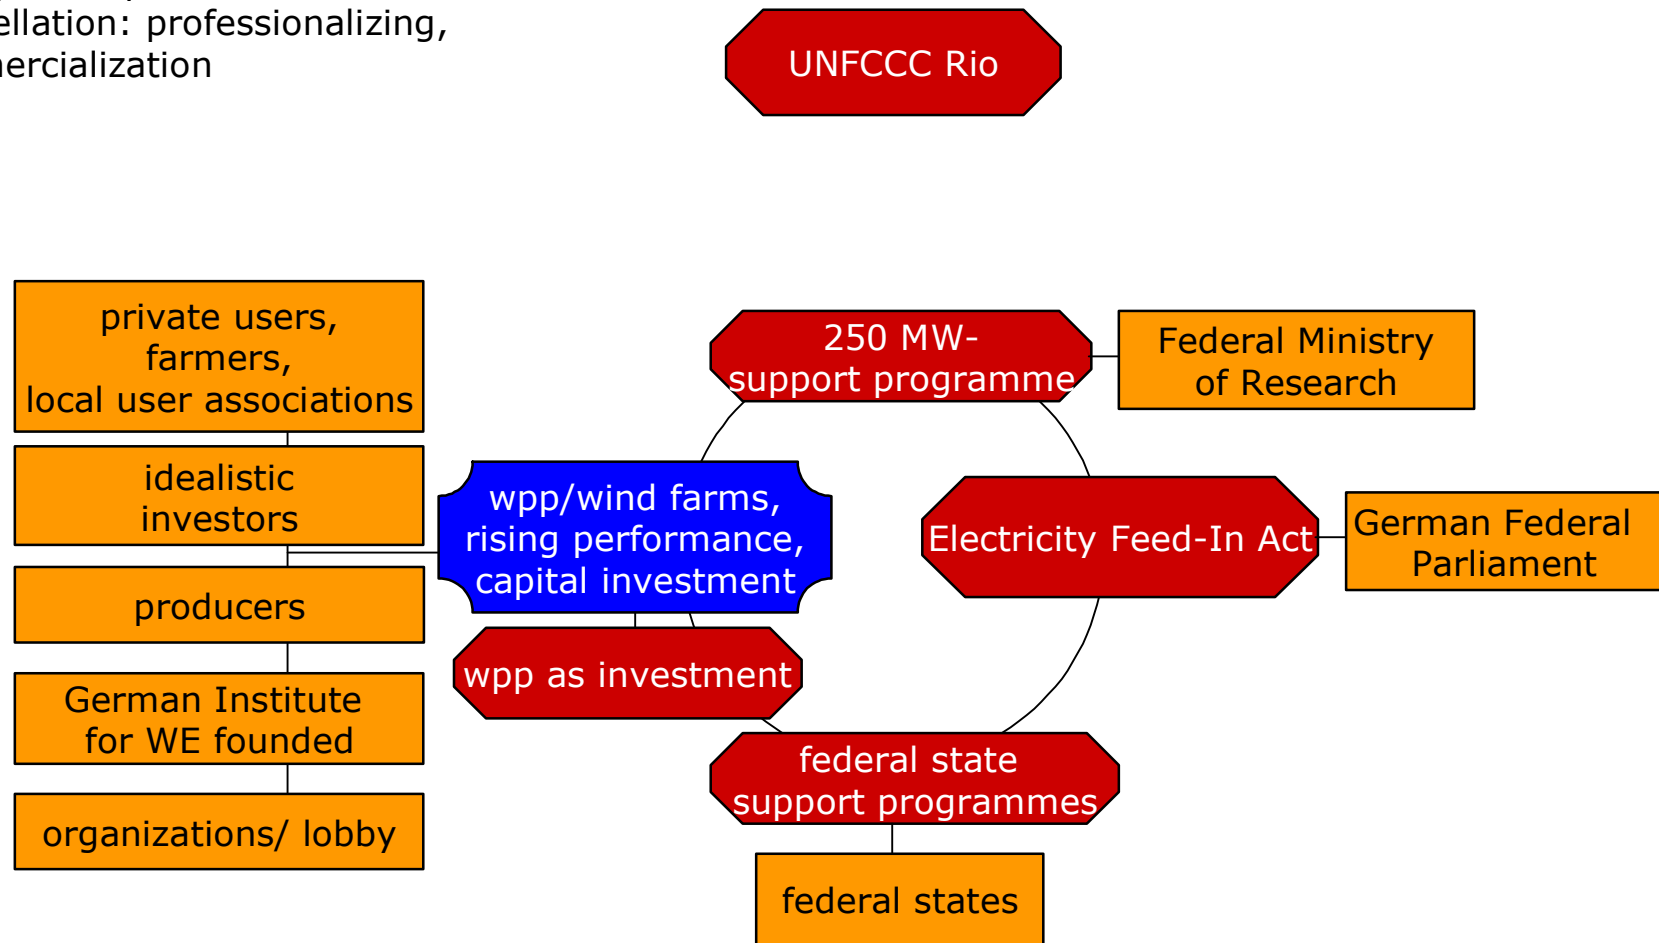 ellation: professionalizing,
ercialization
UNFCCC Rio
private users,
farmers,
local user associations
idealistic
investors
producers
German Institute
for WE founded
organizations/ lobby
wpp/wind farms,
rising performance,
capital investment
wpp as investment
250 MW-
support programme
Federal Ministry
of Research
Electricity Feed-In Act
German Federal
Parliament
federal state
support programmes
federal states